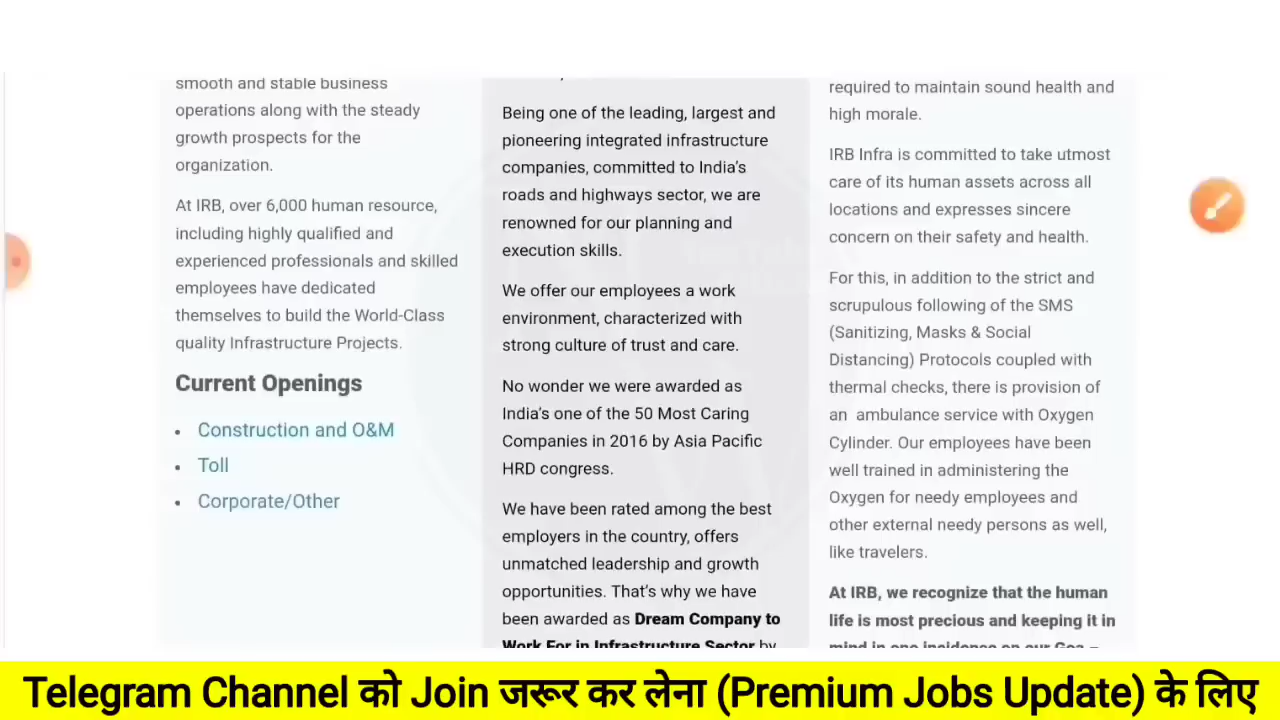 smooth and stable business
operations along with the steady
growth prospects for the
organization.
At IRB, over 6,000 human resource,
including highly qualified and
experienced professionals and skilled
employees have dedicated
themselves to build the World-Class
quality Infrastructure Projects.
Current Openings
• Construction and O&M
• Toll
• Corporate/Other
Being one of the leading, largest and
pioneering integrated infrastructure
companies, committed to India's
roads and highways sector, we are
renowned for our planning and
execution skills.
We offer our employees a work
environment, characterized with
strong culture of trust and care.
No wonder we were awarded as
India's one of the 50 Most Caring
Companies in 2016 by Asia Pacific
HRD congress.
We have been rated among the best
employers in the country, offers
unmatched leadership and growth
opportunities. That's why we have
been awarded as Dream Company to
Work For in Infrastructure Sector by
required to maintain sound health and
high morale.
IRB Infra is committed to take utmost
care of its human assets across all
locations and expresses sincere
concern on their safety and health.
For this, in addition to the strict and
scrupulous following of the SMS
(Sanitizing, Masks & Social
Distancing) Protocols coupled with
thermal checks, there is provision of
an ambulance service with Oxygen
Cylinder. Our employees have been
well trained in administering the
Oxygen for needy employees and
other external needy persons as well,
like travelers.
At IRB, we recognize that the human
life is most precious and keeping it in
mind in one incidence on our Goa –
Telegram Channel को Join जरूर कर लेना (Premium Jobs Update) के लिए